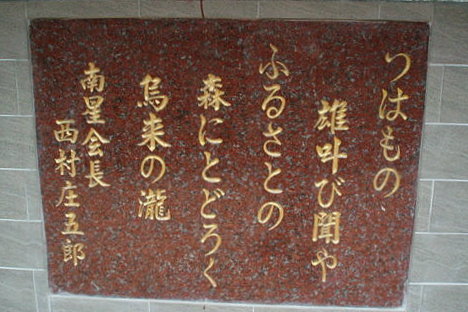 つはもの
雄叫び聞や
ふるさとの
森にとどろく
烏来の瀧
南星会長
西村庄五郎